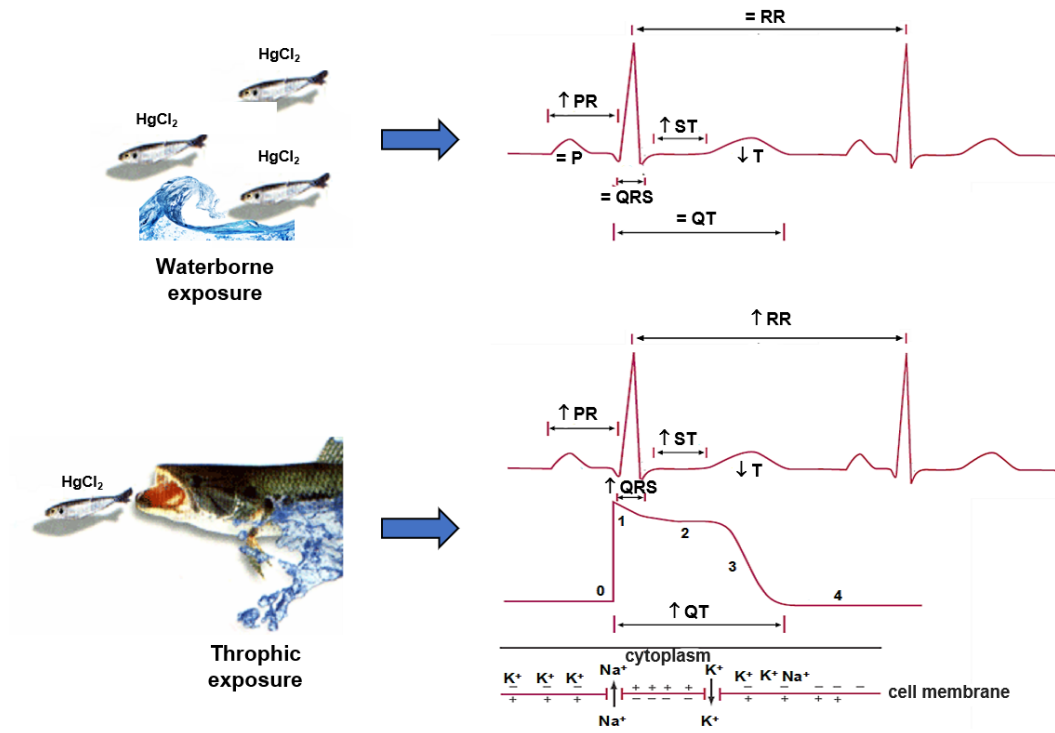 HgCl₂
HgCl₂
HgCl₂
Waterborne
exposure
= RR
↑ PR
↑ ST
= P
↓ T
= QRS
= QT
HgCl₂
Throphic
exposure
↑ RR
↑ PR
↑ ST
↓ T
↑ QRS
1
2
3
0
4
↑ QT
cytoplasm
K⁺ K⁺ K⁺ Na⁺ K⁺ K⁺ K⁺ Na⁺
− − − + + + + − − − −
+ + + − − − − + + +
cell membrane
Na⁺ K⁺